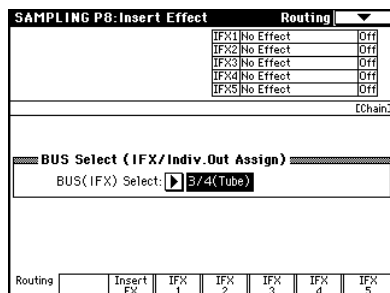 SAMPLING P8:Insert Effect Routing
IFX1 No Effect Off
IFX2 No Effect Off
IFX3 No Effect Off
IFX4 No Effect Off
IFX5 No Effect Off
[Chain]
BUS Select (IFX/Indiv.Out Assign)
BUS(IFX) Select: 3/4(Tube)
Routing Insert FX IFX 1 IFX 2 IFX 3 IFX 4 IFX 5